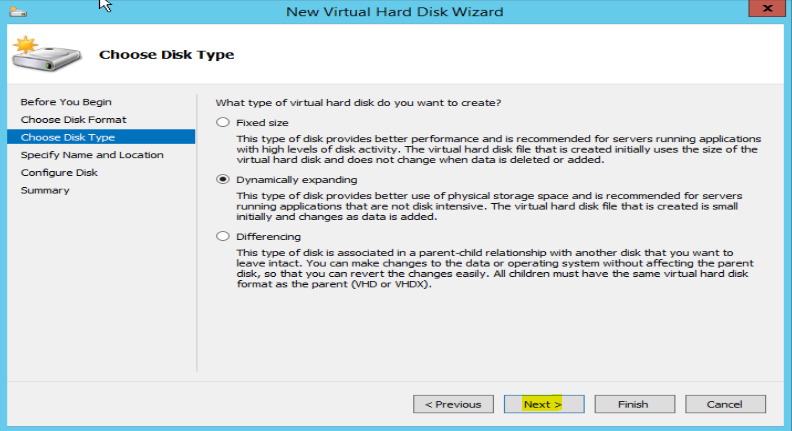 New Virtual Hard Disk Wizard
x
Choose Disk Type
Before You Begin
Choose Disk Format
Choose Disk Type
Specify Name and Location
Configure Disk
Summary
What type of virtual hard disk do you want to create?
Fixed size
This type of disk provides better performance and is recommended for servers running applications
with high levels of disk activity. The virtual hard disk file that is created initially uses the size of the
virtual hard disk and does not change when data is deleted or added.
Dynamically expanding
This type of disk provides better use of physical storage space and is recommended for servers
running applications that are not disk intensive. The virtual hard disk file that is created is small
initially and changes as data is added.
Differencing
This type of disk is associated in a parent-child relationship with another disk that you want to
leave intact. You can make changes to the data or operating system without affecting the parent
disk, so that you can revert the changes easily. All children must have the same virtual hard disk
format as the parent (VHD or VHDX).
< Previous
Next >
Finish
Cancel